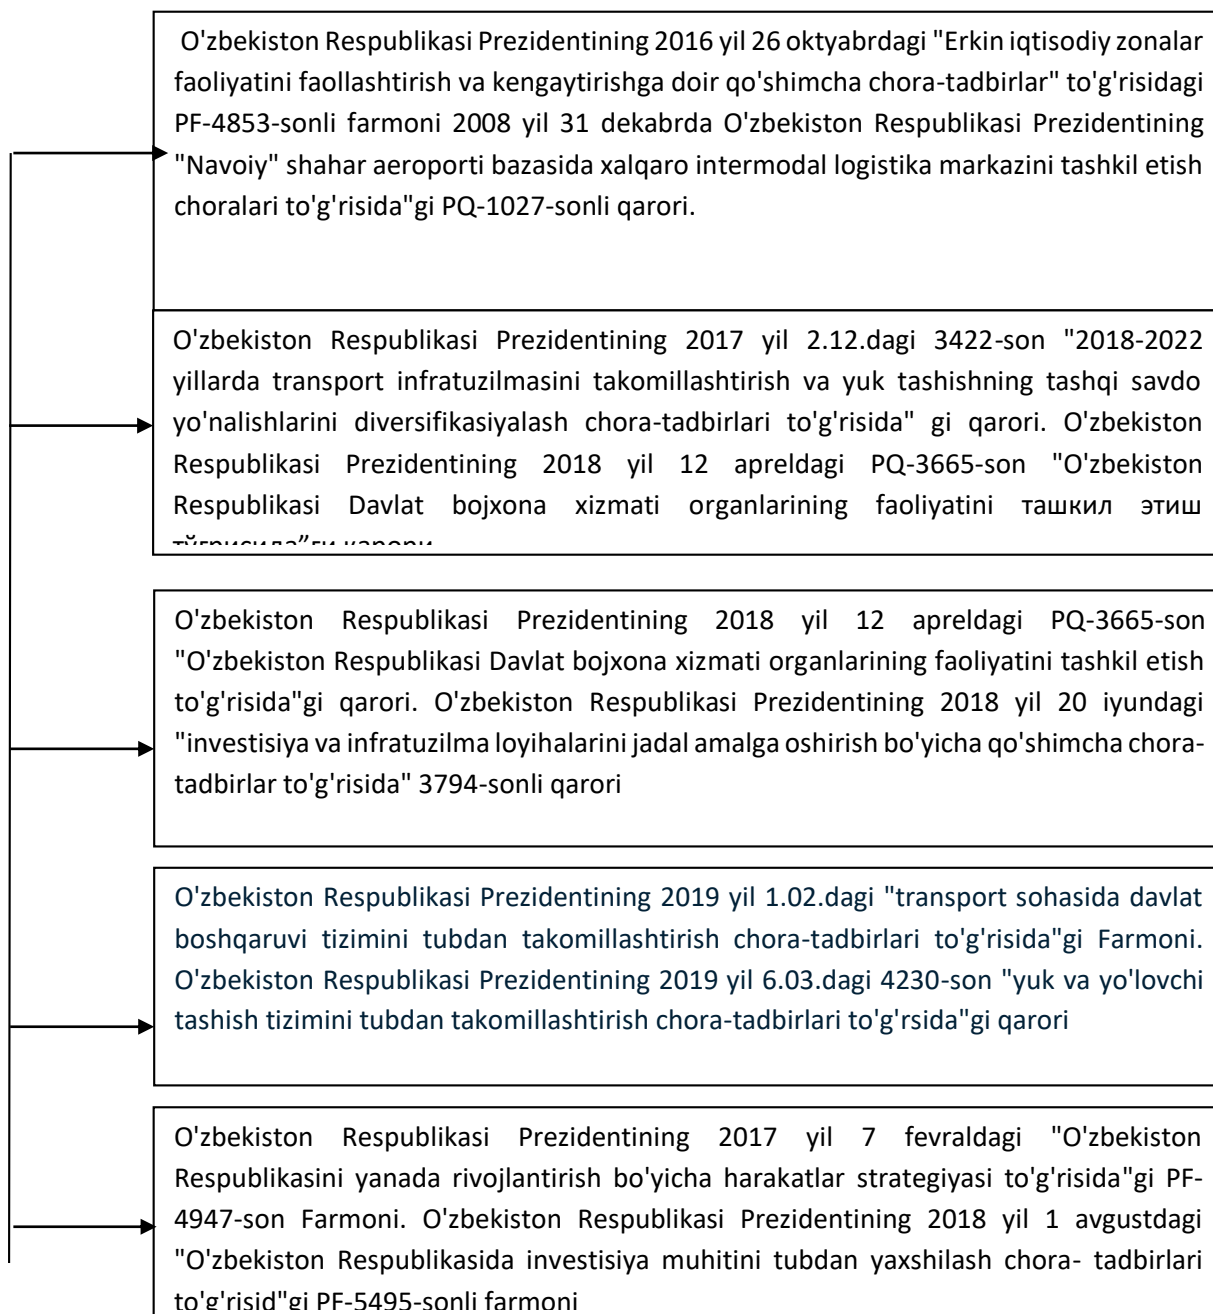 O'zbekiston Respublikasi Prezidentining 2016 yil 26 oktyabrdagi "Erkin iqtisodiy zonalar
faoliyatini faollashtirish va kengaytirishga doir qo'shimcha chora-tadbirlar" to'g'risidagi
PF-4853-sonli farmoni 2008 yil 31 dekabrda O'zbekiston Respublikasi Prezidentining
"Navoiy" shahar aeroporti bazasida xalqaro intermodal logistika markazini tashkil etish
choralari to'g'risida"gi PQ-1027-sonli qarori.
O'zbekiston Respublikasi Prezidentining 2017 yil 2.12.dagi 3422-son "2018-2022
yillarda transport infratuzilmasini takomillashtirish va yuk tashishning tashqi savdo
yo'nalishlarini diversifikasiyalash chora-tadbirlari to'g'risida" gi qarori. O'zbekiston
Respublikasi Prezidentining 2018 yil 12 apreldagi PQ-3665-son "O'zbekiston
Respublikasi Davlat bojxona xizmati organlarining faoliyatini ташкил этиш
O'zbekiston Respublikasi Prezidentining 2018 yil 12 apreldagi PQ-3665-son
"O'zbekiston Respublikasi Davlat bojxona xizmati organlarining faoliyatini tashkil etish
to'g'risida"gi qarori. O'zbekiston Respublikasi Prezidentining 2018 yil 20 iyundagi
"investisiya va infratuzilma loyihalarini jadal amalga oshirish bo'yicha qo'shimcha chora-
tadbirlar to'g'risida" 3794-sonli qarori
O'zbekiston Respublikasi Prezidentining 2019 yil 1.02.dagi "transport sohasida davlat
boshqaruvi tizimini tubdan takomillashtirish chora-tadbirlari to'g'risida"gi Farmoni.
O'zbekiston Respublikasi Prezidentining 2019 yil 6.03.dagi 4230-son "yuk va yo'lovchi
tashish tizimini tubdan takomillashtirish chora-tadbirlari to'g'rsida"gi qarori
O'zbekiston Respublikasi Prezidentining 2017 yil 7 fevraldagi "O'zbekiston
Respublikasini yanada rivojlantirish bo'yicha harakatlar strategiyasi to'g'risida"gi PF-
4947-son Farmoni. O'zbekiston Respublikasi Prezidentining 2018 yil 1 avgustdagi
"O'zbekiston Respublikasida investisiya muhitini tubdan yaxshilash chora- tadbirlari
to'g'risid"gi PF-5495-sonli farmoni